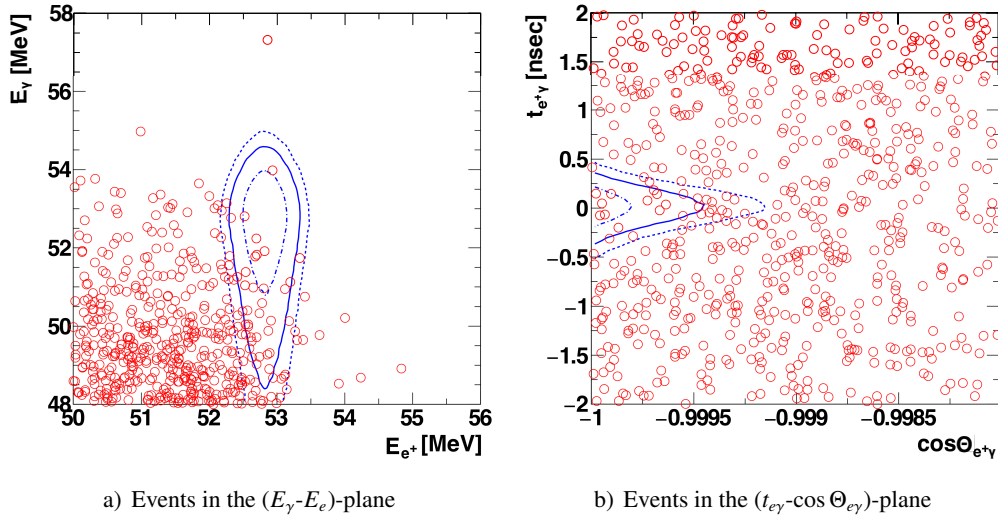 58
56
54
52
50
48
50 51 52 53 54 55 56
E_γ [MeV]
E_e+ [MeV]
2
1.5
1
0.5
0
−0.5
−1
−1.5
−2
−1 −0.9995 −0.999 −0.9985
t_e+γ [nsec]
cosΘ_e+γ
a) Events in the (E_γ-E_e)-plane
b) Events in the (t_eγ-cos Θ_eγ)-plane